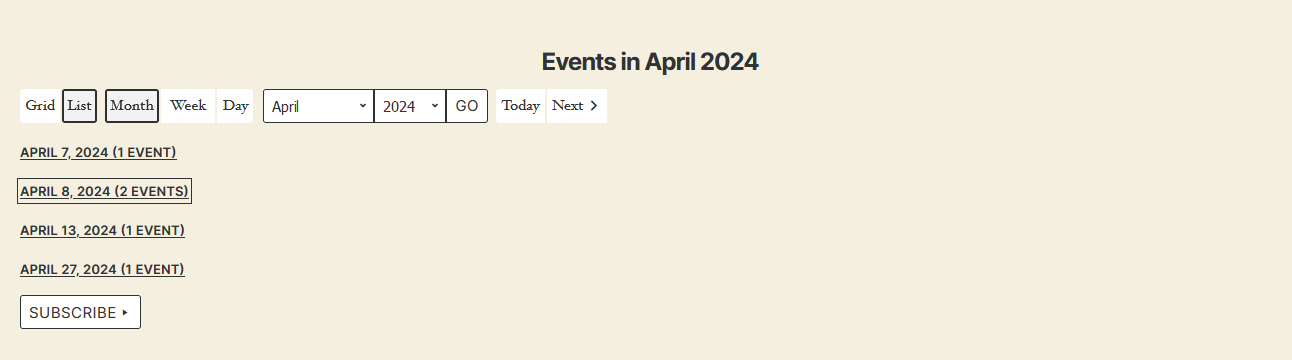 Events in April 2024
Grid List Month Week Day April 2024 GO Today Next
APRIL 7, 2024 (1 EVENT)
APRIL 8, 2024 (2 EVENTS)
APRIL 13, 2024 (1 EVENT)
APRIL 27, 2024 (1 EVENT)
SUBSCRIBE